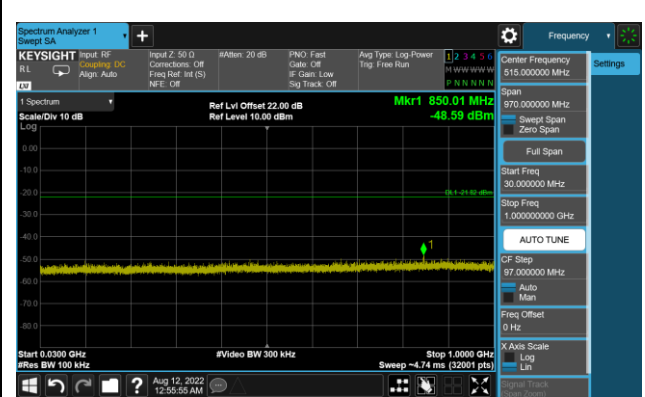 Spectrum Analyzer 1
Swept SA
+
Frequency
KEYSIGHT
RL
LXI
Input: RF
Coupling: DC
Align: Auto
Input Z: 50 Ω
Corrections: Off
Freq Ref: Int (S)
NFE: Off
#Atten: 20 dB
PNO: Fast
Gate: Off
IF Gain: Low
Sig Track: Off
Avg Type: Log-Power
Trig: Free Run
1 2 3 4 5 6
M W W W W W
P N N N N N
Center Frequency
515.000000 MHz
Settings
1 Spectrum
Scale/Div 10 dB
Log
Ref Lvl Offset 22.00 dB
Ref Level 10.00 dBm
Mkr1 850.01 MHz
-48.59 dBm
Span
970.000000 MHz
Swept Span
Zero Span
Full Span
Start Freq
30.000000 MHz
Stop Freq
1.000000000 GHz
AUTO TUNE
CF Step
97.000000 MHz
Auto
Man
Freq Offset
0 Hz
X Axis Scale
Log
Lin
Signal Track
(Span Zoom)
0.00
-10.0
-20.0
DL1 -21.82 dBm
-30.0
-40.0
1
-50.0
-60.0
-70.0
-80.0
Start 0.0300 GHz
#Res BW 100 kHz
#Video BW 300 kHz
Stop 1.0000 GHz
Sweep ~4.74 ms (32001 pts)
?
Aug 12, 2022
12:55:55 AM